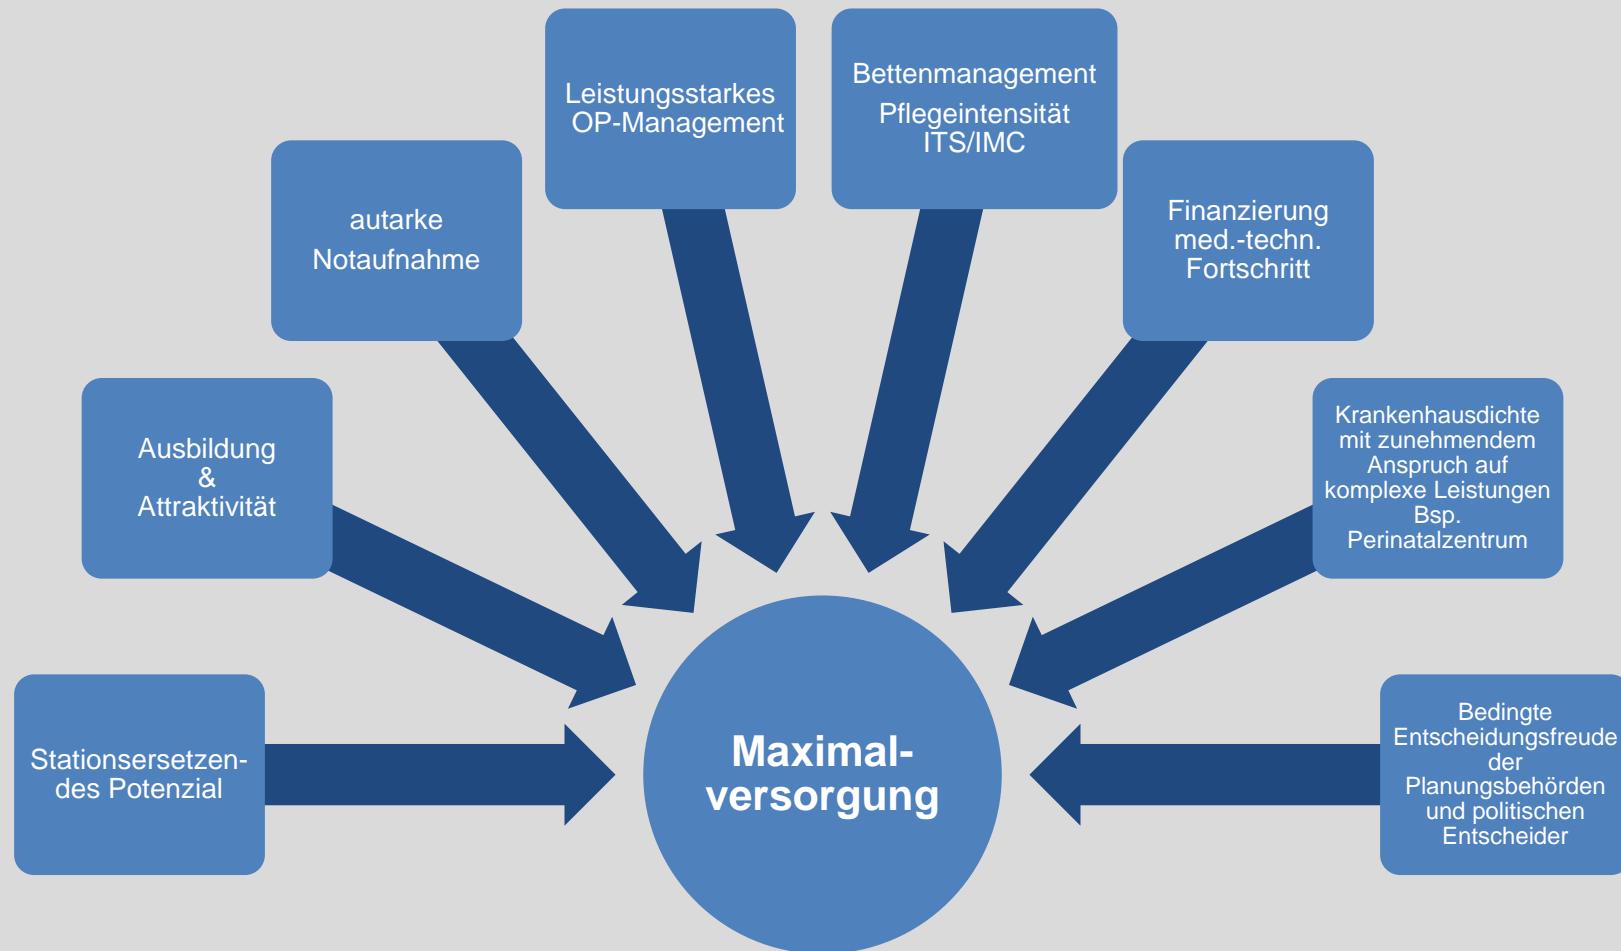 Stationsersetzen-
des Potenzial
Ausbildung
&
Attraktivität
autarke
Notaufnahme
Leistungsstarkes
OP-Management
Bettenmanagement
Pflegeintensität
ITS/IMC
Finanzierung
med.-techn.
Fortschritt
Krankenhausdichte
mit zunehmendem
Anspruch auf
komplexe Leistungen
Bsp.
Perinatalzentrum
Bedingte
Entscheidungsfreude
der
Planungsbehörden
und politischen
Entscheider
Maximal-
versorgung